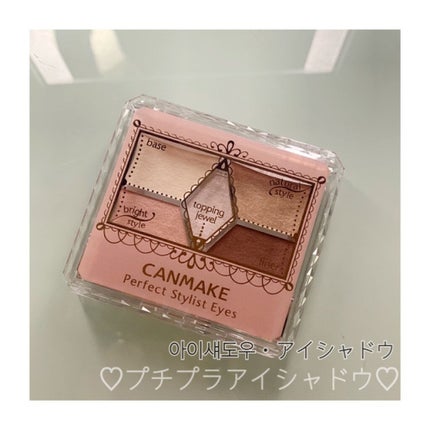 base
natural
style
topping
jewel
bright
style
liner
CANMAKE
Perfect Stylist Eyes
아이섀도우・アイシャドウ
♡プチプラアイシャドウ♡